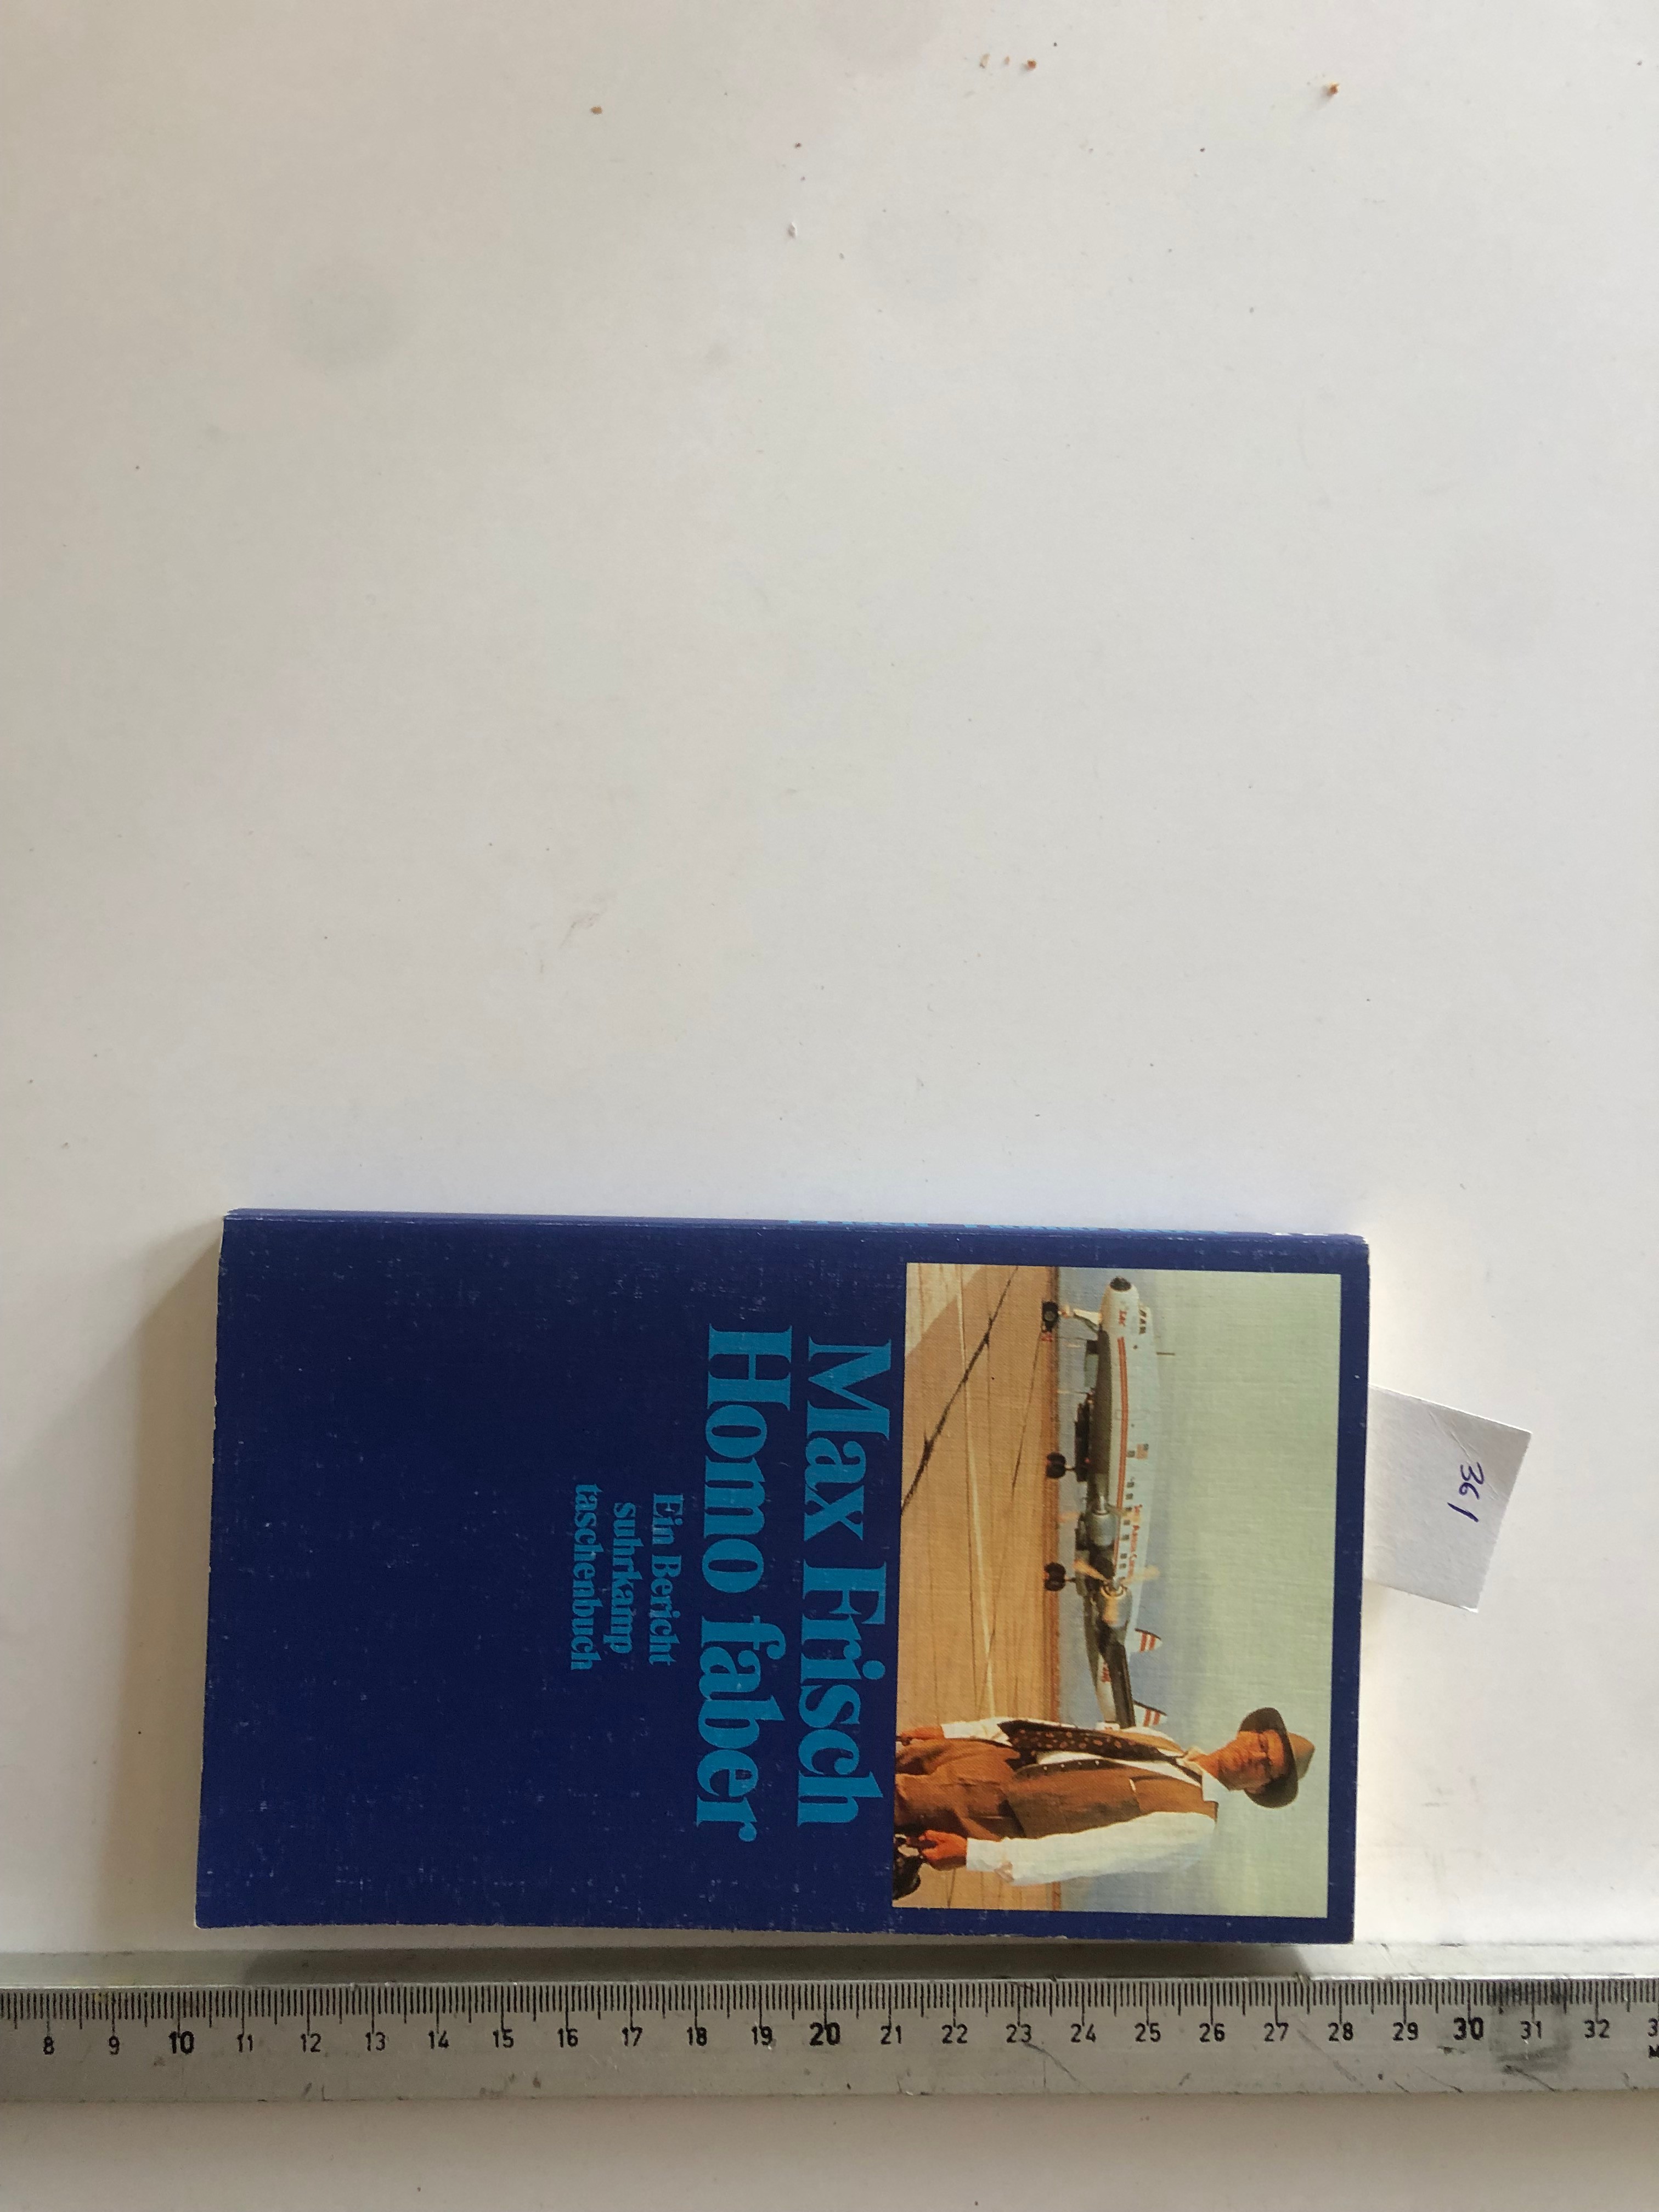 Max Frisch
Homo faber
Ein Bericht
suhrkamp
taschenbuch
361
8 9 10 11 12 13 14 15 16 17 18 19 20 21 22 23 24 25 26 27 28 29 30 31 32